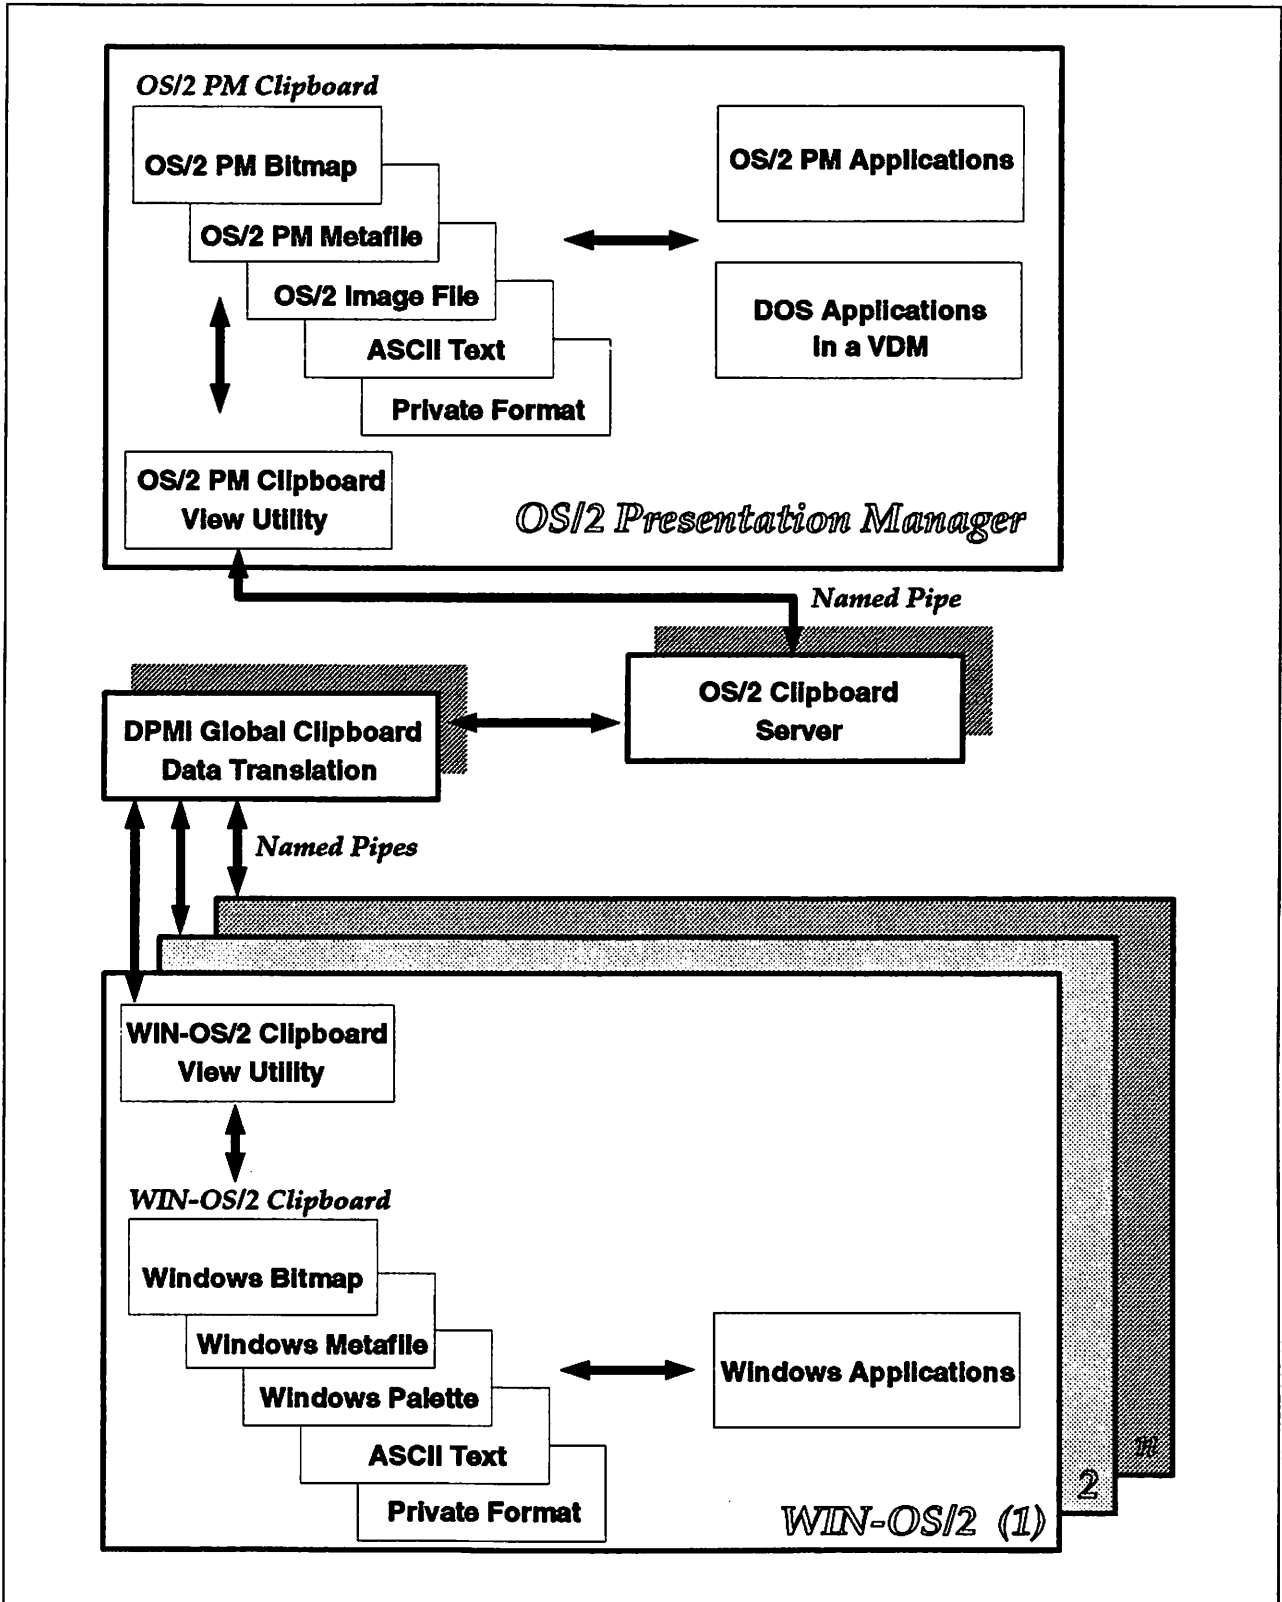 OS/2 PM Clipboard
OS/2 PM Bitmap
OS/2 PM Metafile
OS/2 Image File
ASCII Text
Private Format
OS/2 PM Applications
DOS Applications
in a VDM
OS/2 PM Clipboard
View Utility
OS/2 Presentation Manager
Named Pipe
OS/2 Clipboard
Server
DPMI Global Clipboard
Data Translation
Named Pipes
WIN-OS/2 Clipboard
View Utility
WIN-OS/2 Clipboard
Windows Bitmap
Windows Metafile
Windows Palette
ASCII Text
Private Format
Windows Applications
n
2
WIN-OS/2 (1)